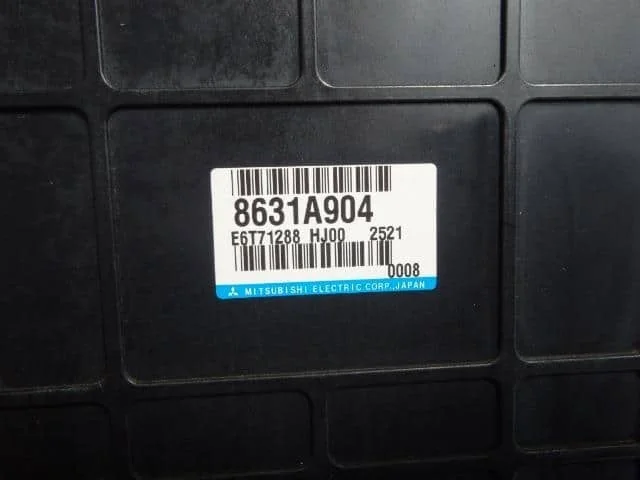 8631A904
E6T71288 HJ00 2521
0008
MITSUBISHI ELECTRIC CORP., JAPAN